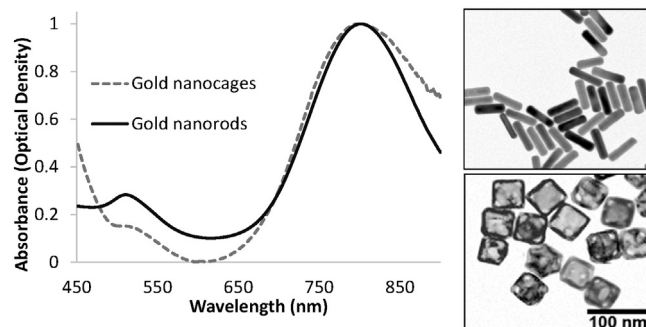 Absorbance (Optical Density)
1
0.8
0.6
0.4
0.2
0
Gold nanocages
Gold nanorods
450
550
650
750
850
Wavelength (nm)
100 nm